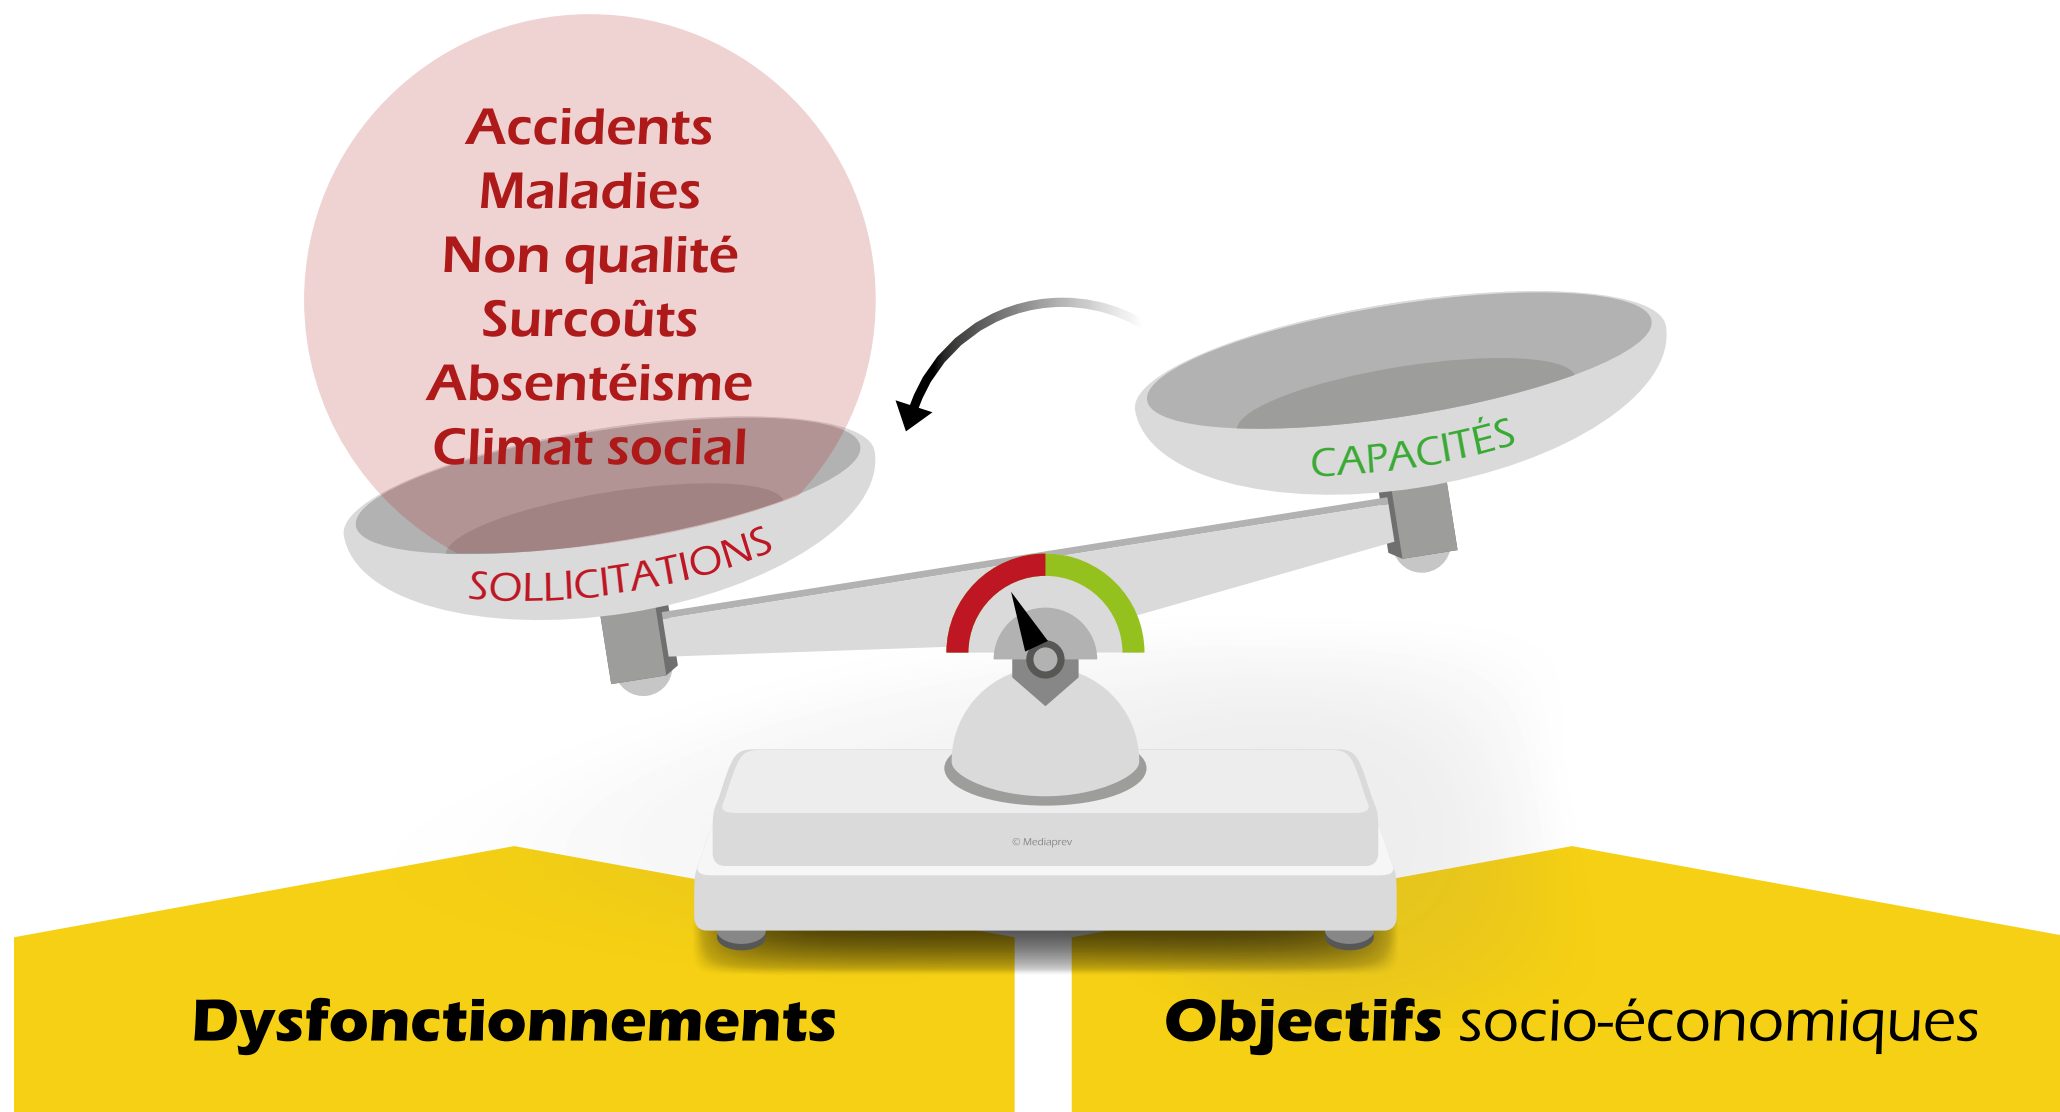 Accidents
Maladies
Non qualité
Surcoûts
Absentéisme
Climat social
SOLLICITATIONS
CAPACITÉS
© Mediaprev
Dysfonctionnements
Objectifs socio-économiques